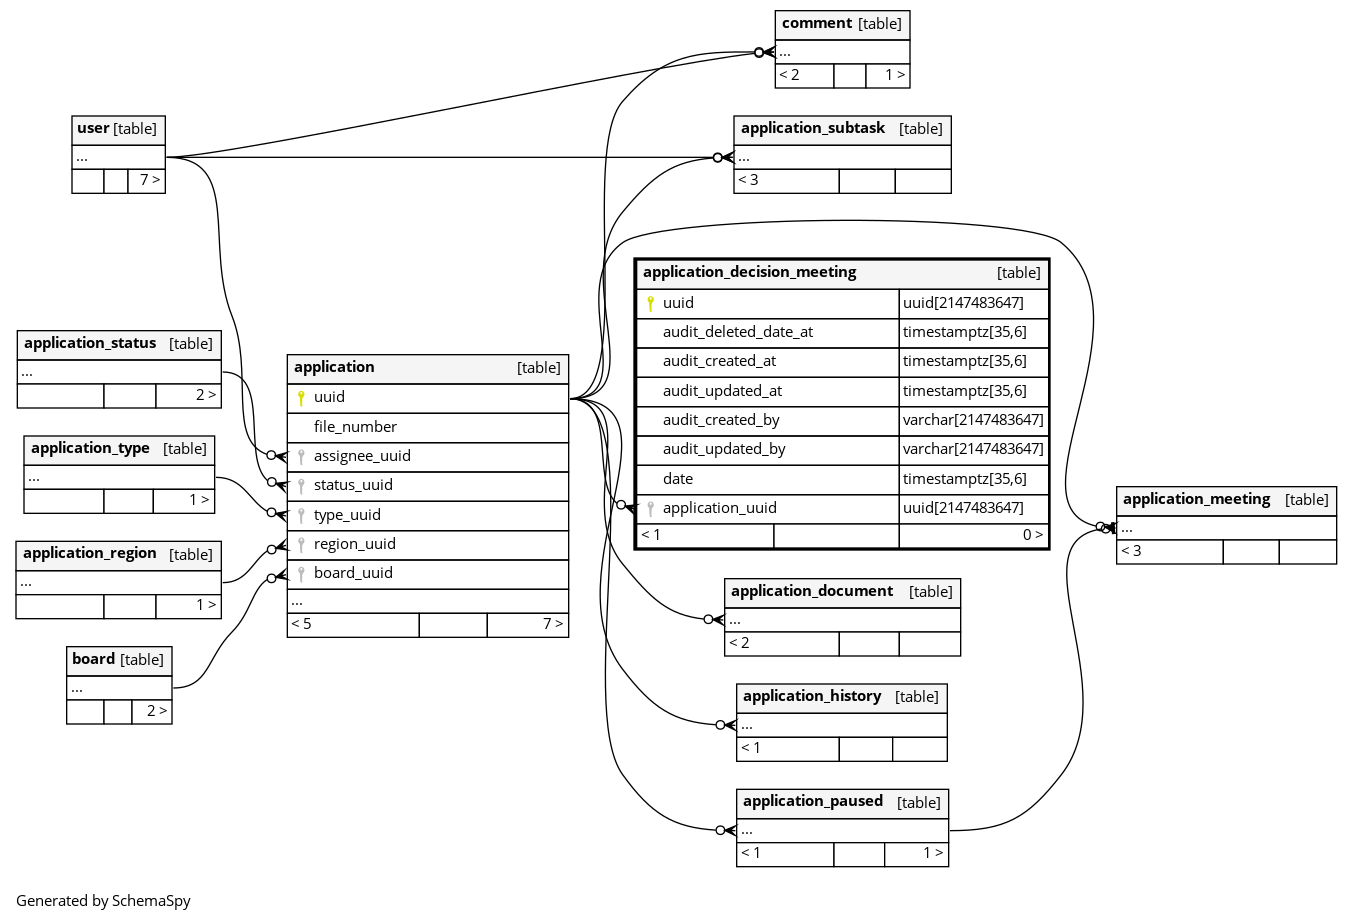 comment [table]
...
< 2 1 >
user [table]
...
7 >
application_subtask [table]
...
< 3
application_decision_meeting [table]
uuid uuid[2147483647]
audit_deleted_date_at timestamptz[35,6]
audit_created_at timestamptz[35,6]
audit_updated_at timestamptz[35,6]
audit_created_by varchar[2147483647]
audit_updated_by varchar[2147483647]
date timestamptz[35,6]
application_uuid uuid[2147483647]
< 1 0 >
application_status [table]
...
2 >
application_type [table]
...
1 >
application_region [table]
...
1 >
board [table]
...
2 >
application [table]
uuid
file_number
assignee_uuid
status_uuid
type_uuid
region_uuid
board_uuid
...
< 5 7 >
application_meeting [table]
...
< 3
application_document [table]
...
< 2
application_history [table]
...
< 1
application_paused [table]
...
< 1 1 >
Generated by SchemaSpy